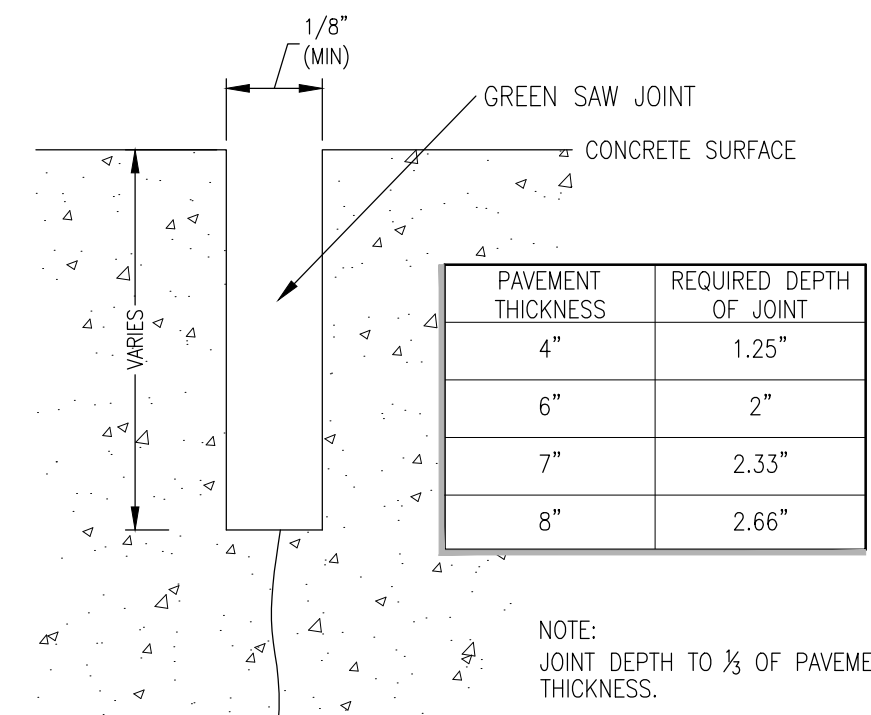 1/8”
(MIN)
GREEN SAW JOINT
CONCRETE SURFACE
VARIES
PAVEMENT THICKNESS
REQUIRED DEPTH OF JOINT
4” 1.25”
6” 2”
7” 2.33”
8” 2.66”
NOTE:
JOINT DEPTH TO ⅓ OF PAVEME
THICKNESS.